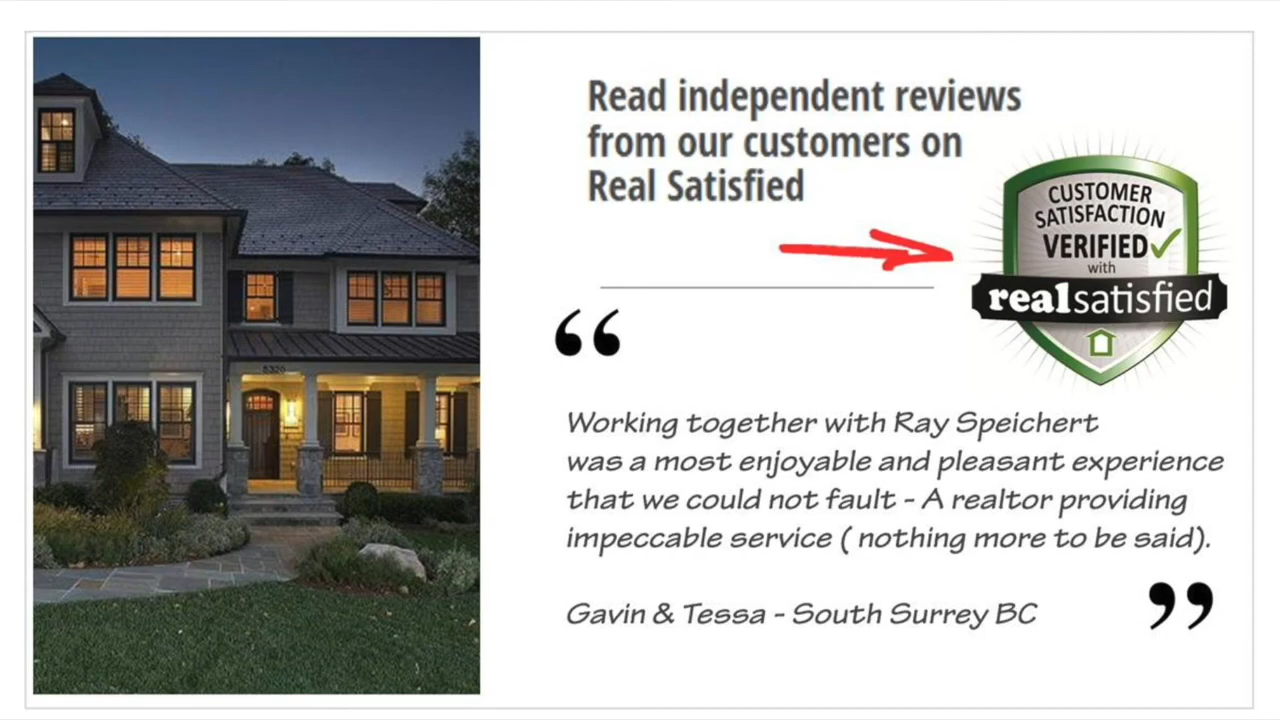 Read independent reviews
from our customers on
Real Satisfied
CUSTOMER
SATISFACTION
VERIFIED
with
realsatisfied
“
Working together with Ray Speichert
was a most enjoyable and pleasant experience
that we could not fault - A realtor providing
impeccable service ( nothing more to be said).
Gavin & Tessa - South Surrey BC
”
5320